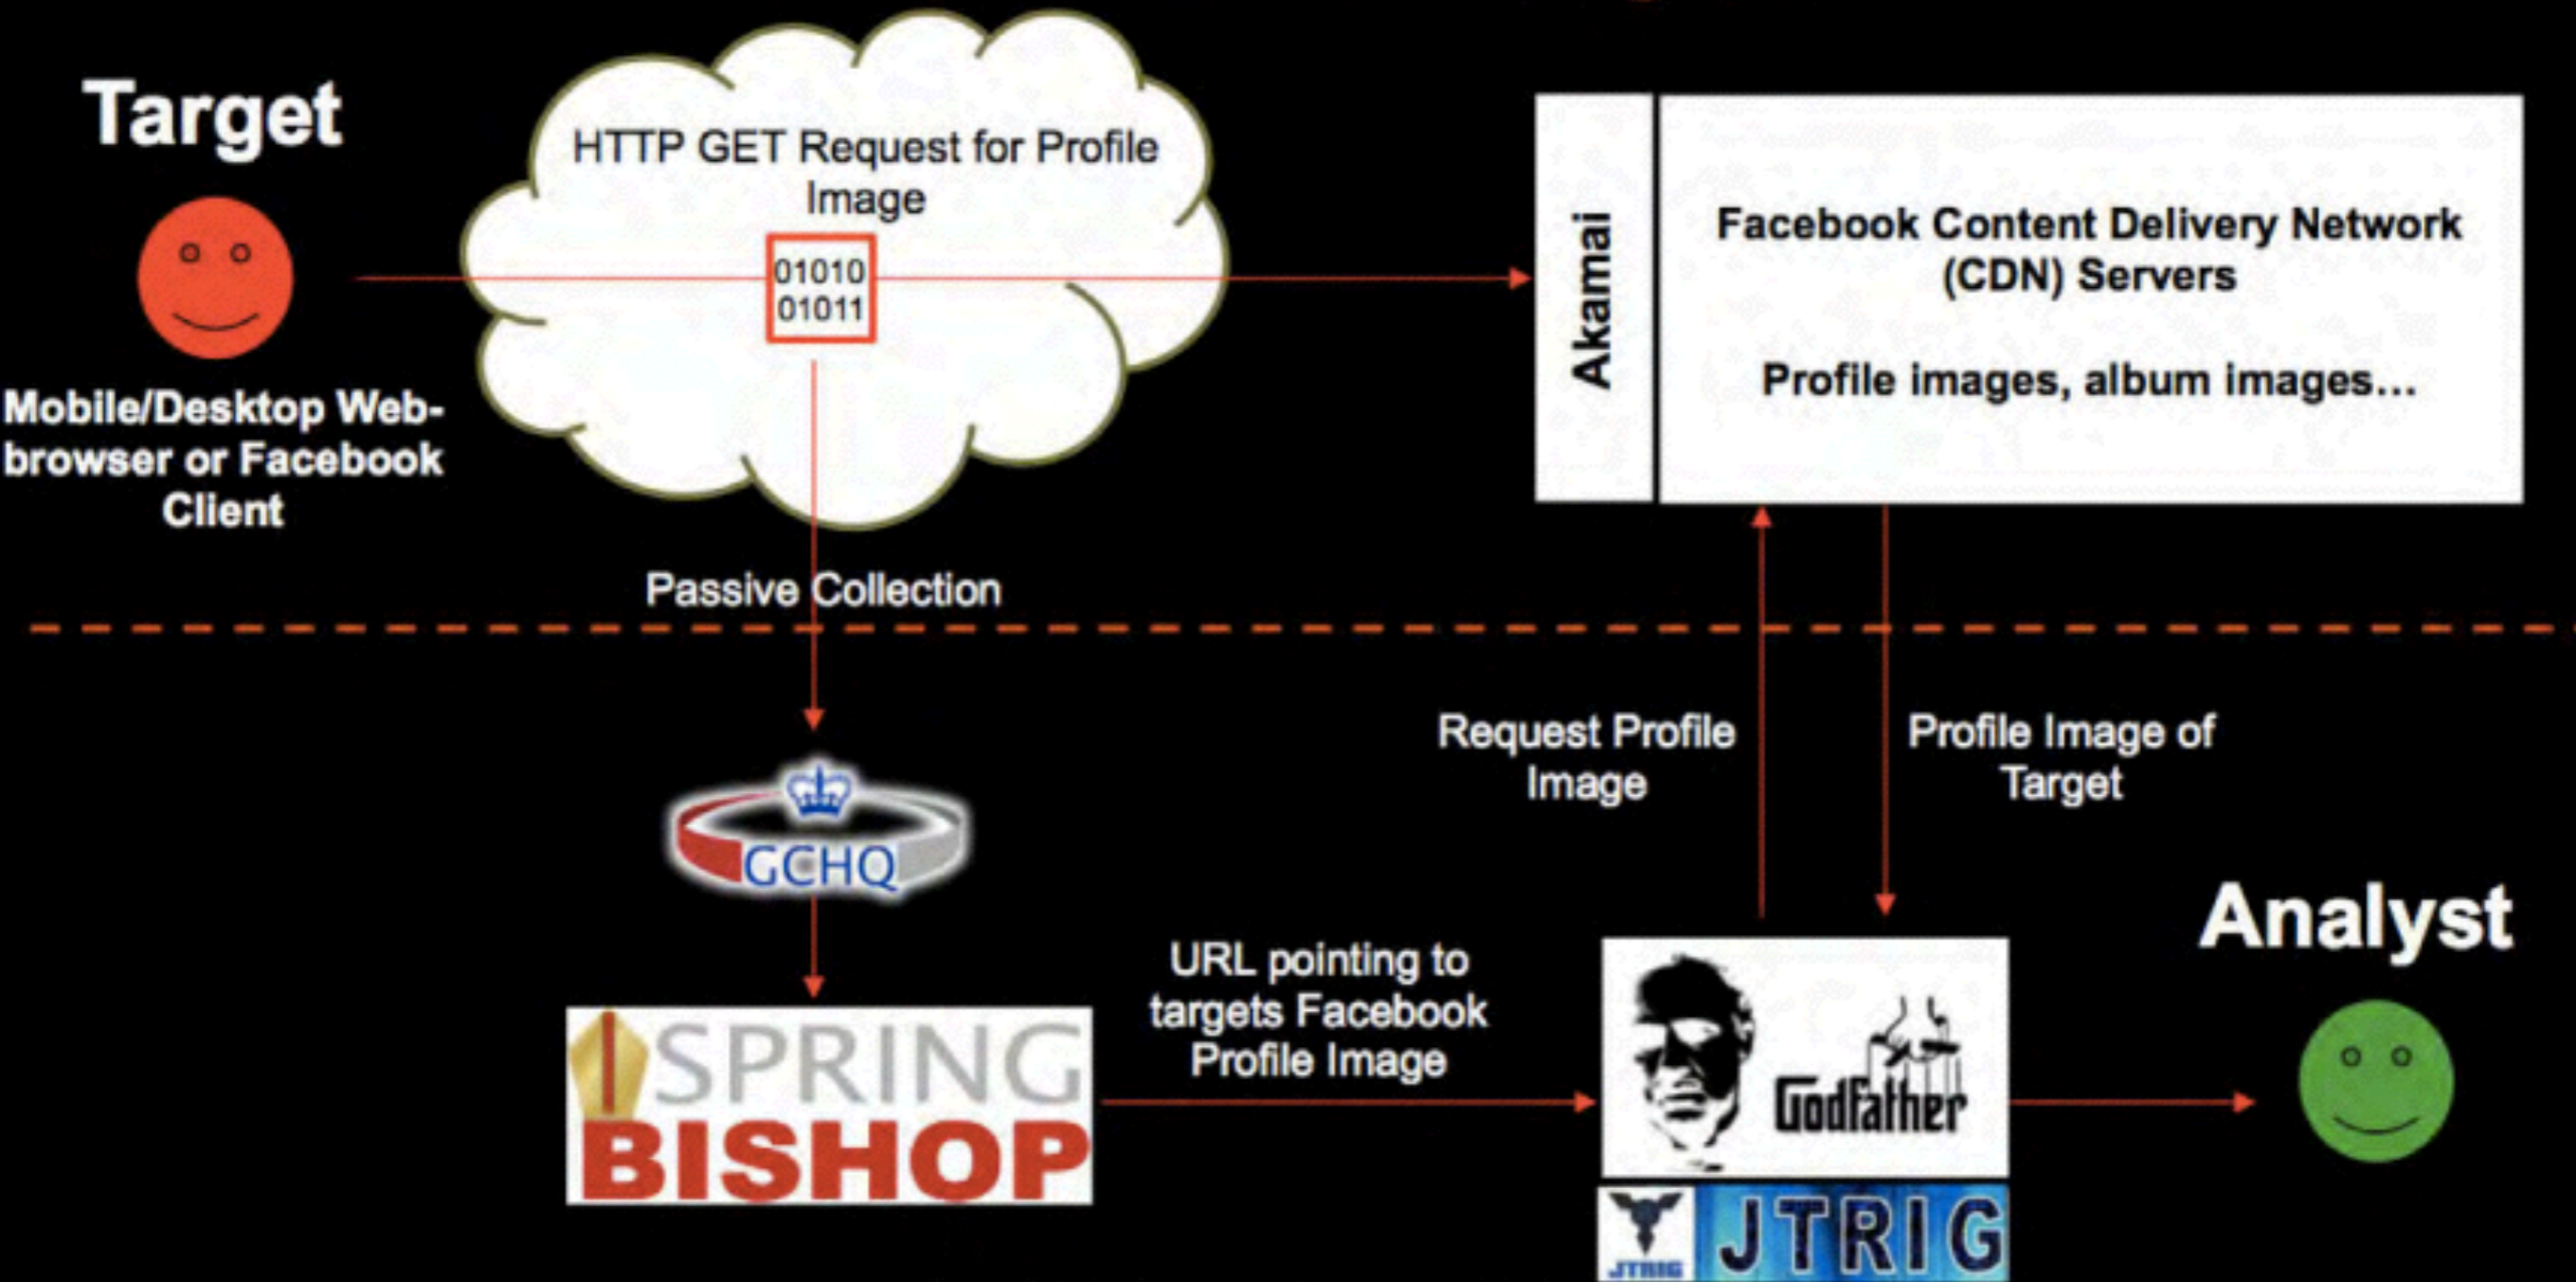 Target
HTTP GET Request for Profile
Image
01010
01011
Mobile/Desktop Web-
browser or Facebook
Client
Akamai
Facebook Content Delivery Network
(CDN) Servers
Profile images, album images...
Passive Collection
Request Profile
Image
Profile Image of
Target
GCHQ
Analyst
URL pointing to
targets Facebook
Profile Image
SPRING
BISHOP
Godfather
JTRIG
JTRIG